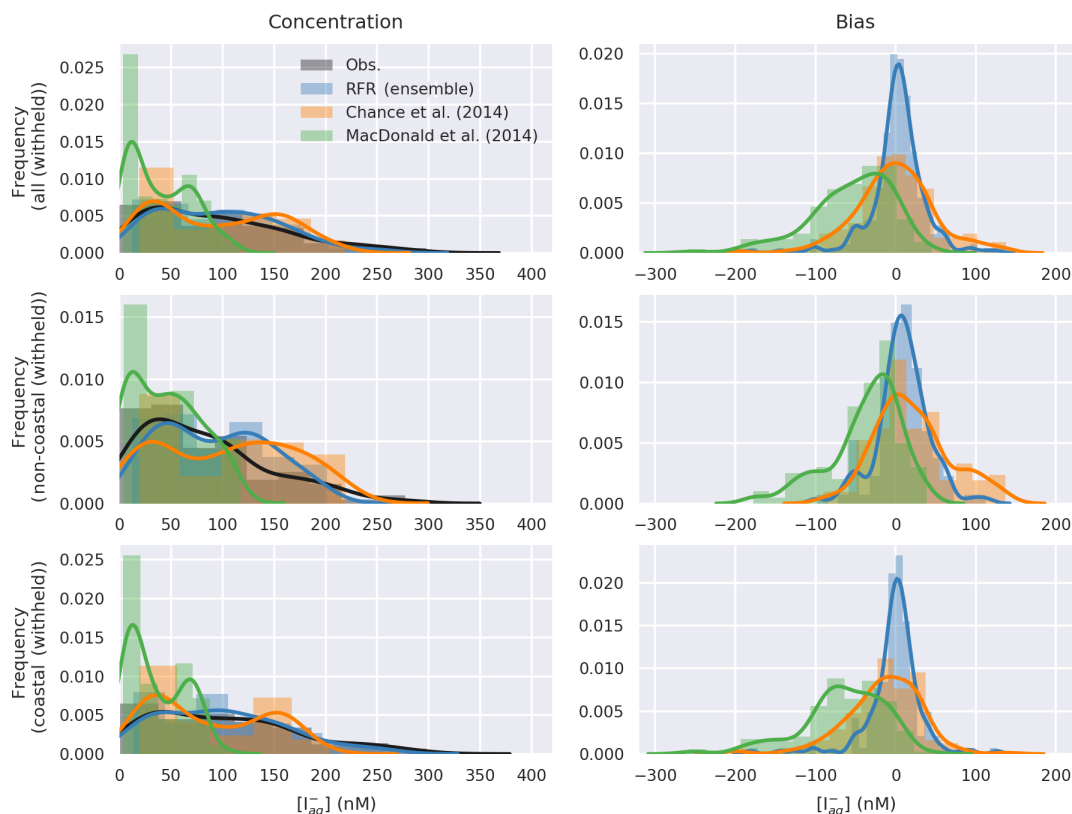 Concentration
Bias
Frequency
(all (withheld))
0.025
0.020
0.015
0.010
0.005
0.000
Obs.
RFR (ensemble)
Chance et al. (2014)
MacDonald et al. (2014)
0 50 100 150 200 250 300 350 400
0.020
0.015
0.010
0.005
0.000
−300 −200 −100 0 100 200
Frequency
(non-coastal (withheld))
0.015
0.010
0.005
0.000
0 50 100 150 200 250 300 350 400
0.015
0.010
0.005
0.000
−300 −200 −100 0 100 200
Frequency
(coastal (withheld))
0.025
0.020
0.015
0.010
0.005
0.000
0 50 100 150 200 250 300 350 400
[I⁻aq] (nM)
0.020
0.015
0.010
0.005
0.000
−300 −200 −100 0 100 200
[I⁻aq] (nM)